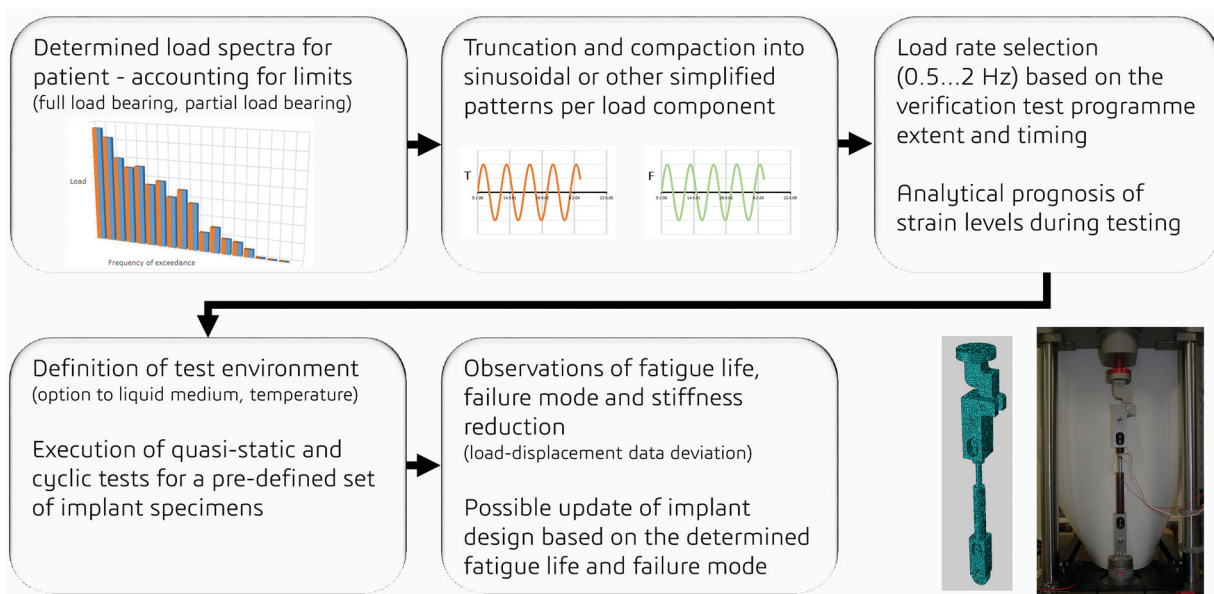 Determined load spectra for
patient - accounting for limits
(full load bearing, partial load bearing)
Load
Frequency of exceedance
Truncation and compaction into
sinusoidal or other simplified
patterns per load component
T
F
Load rate selection
(0.5...2 Hz) based on the
verification test programme
extent and timing
Analytical prognosis of
strain levels during testing
Definition of test environment
(option to liquid medium, temperature)
Execution of quasi-static and
cyclic tests for a pre-defined set
of implant specimens
Observations of fatigue life,
failure mode and stiffness
reduction
(load-displacement data deviation)
Possible update of implant
design based on the determined
fatigue life and failure mode